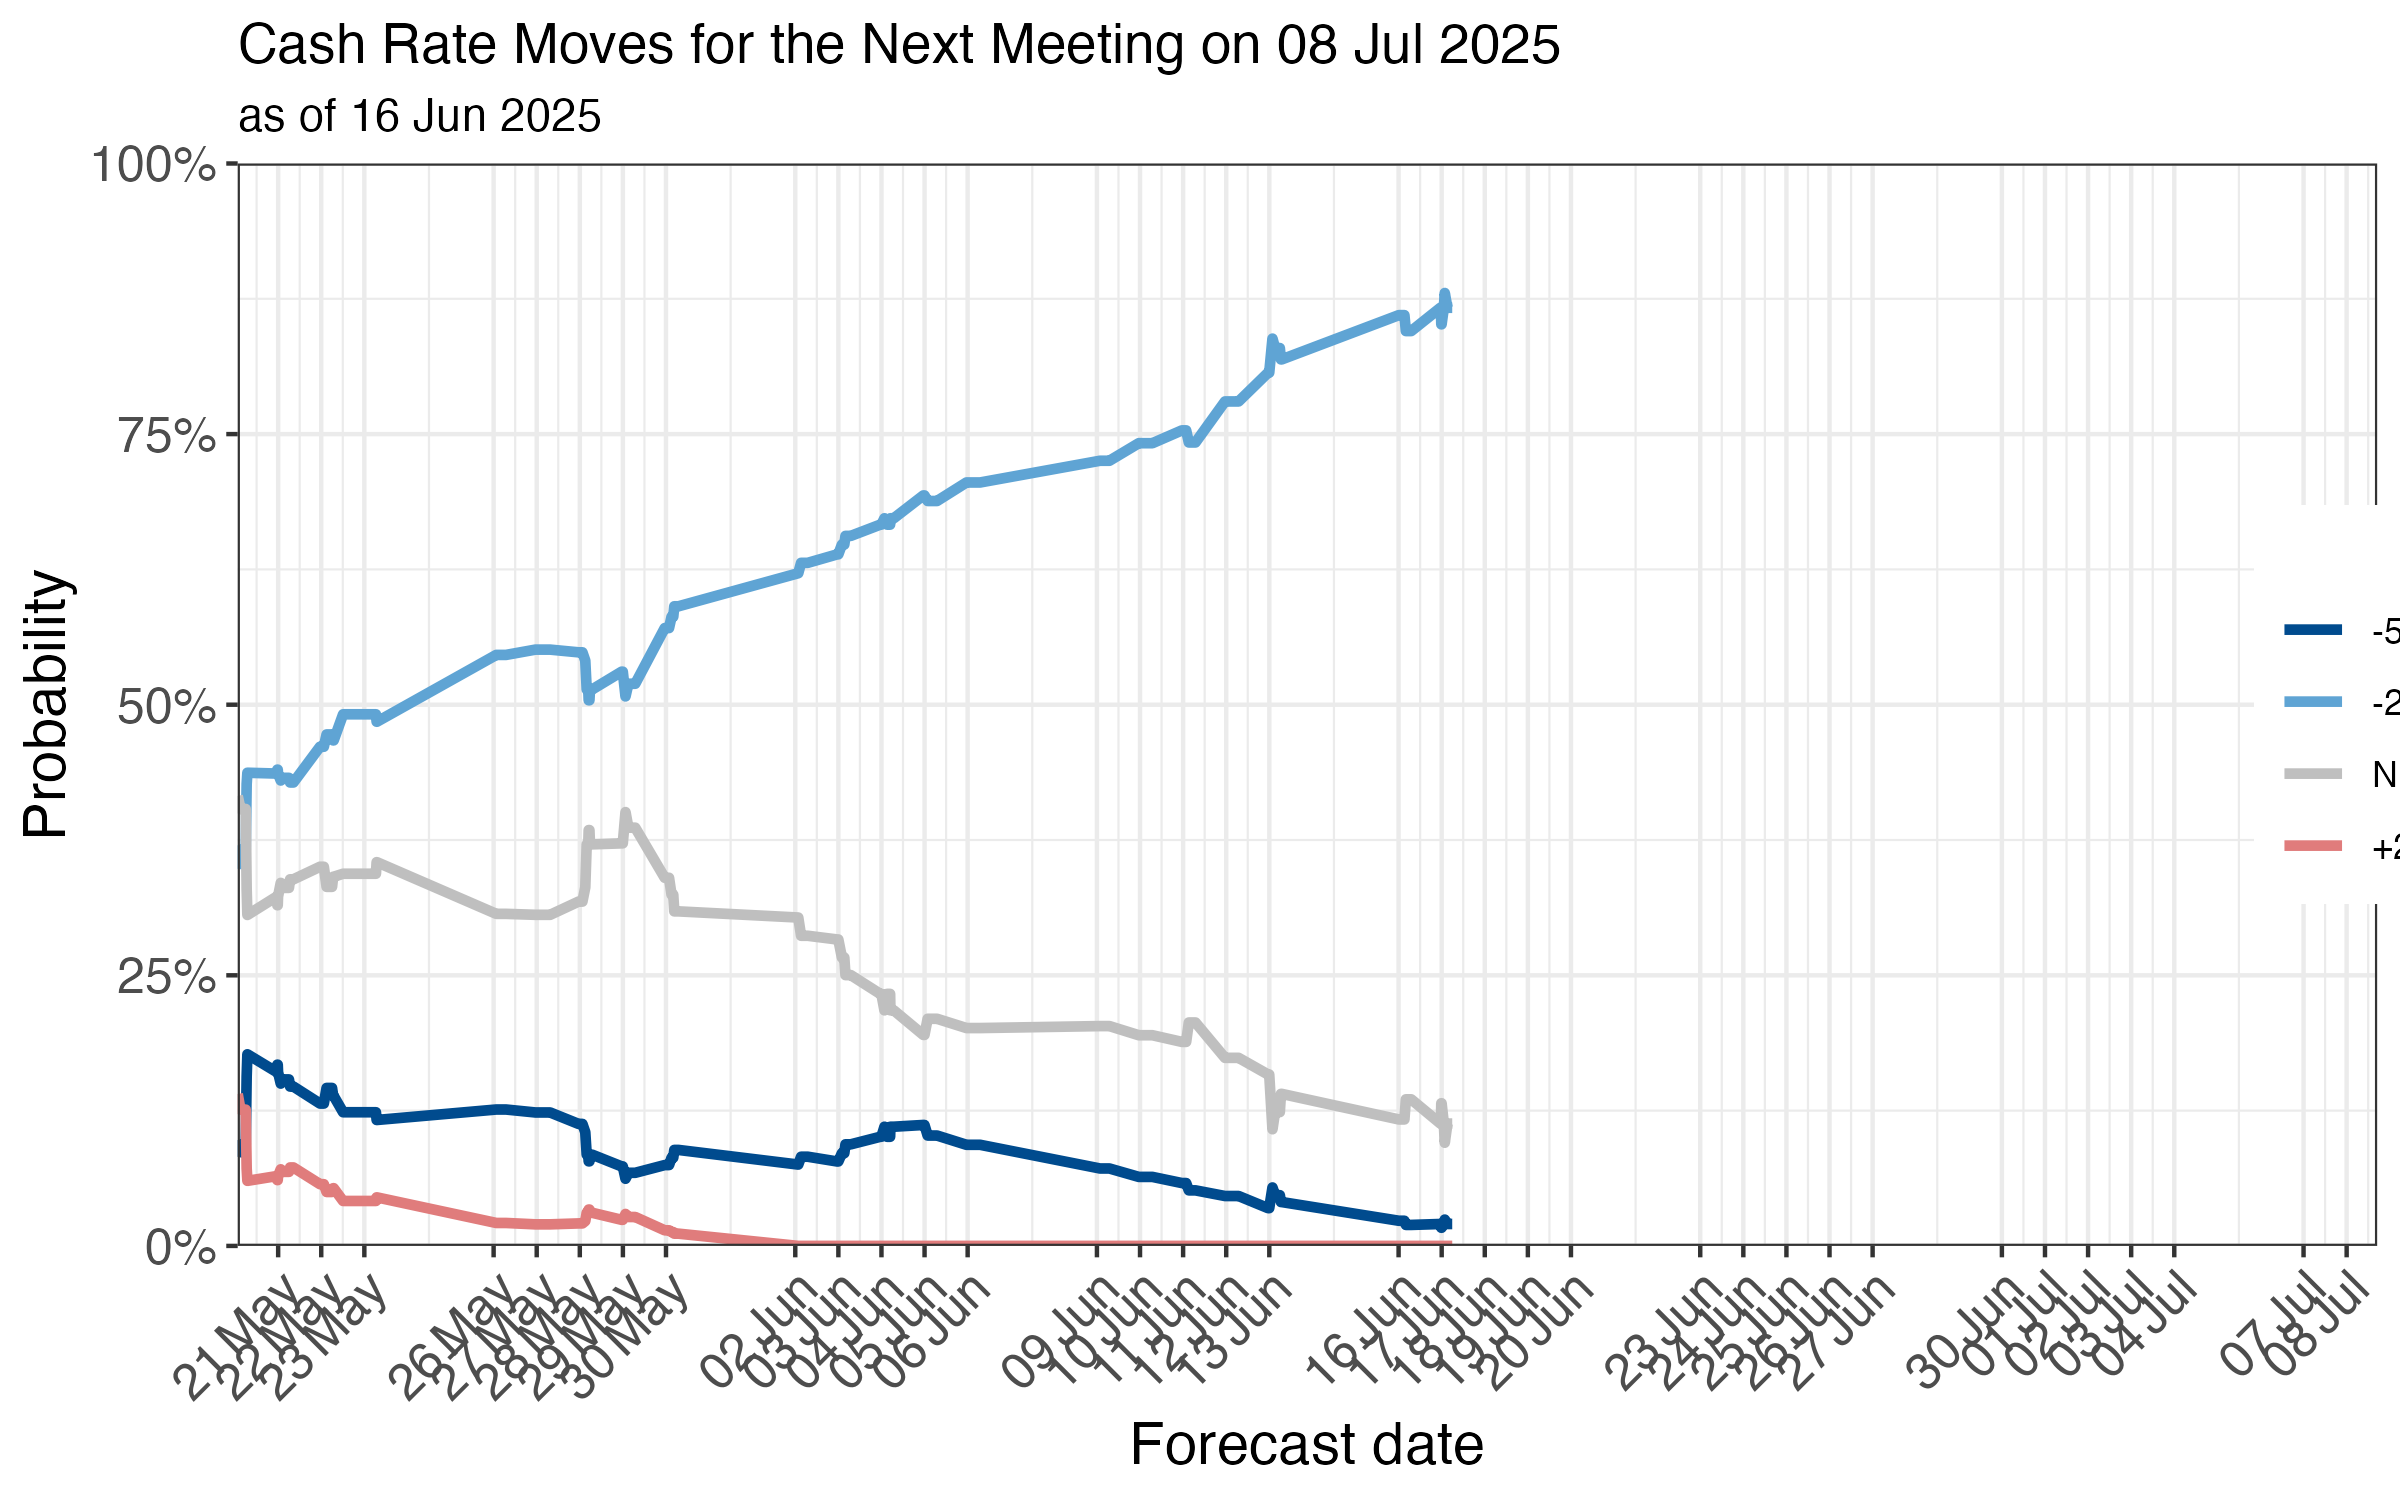 Cash Rate Moves for the Next Meeting on 08 Jul 2025
as of 16 Jun 2025
100%
75%
50%
25%
0%
Probability
-5
-2
N
+2
21 May
22 May
23 May
26 May
27 May
28 May
29 May
30 May
02 Jun
03 Jun
04 Jun
05 Jun
06 Jun
09 Jun
10 Jun
11 Jun
12 Jun
13 Jun
16 Jun
17 Jun
18 Jun
19 Jun
20 Jun
23 Jun
24 Jun
25 Jun
26 Jun
27 Jun
30 Jun
01 Jul
02 Jul
03 Jul
04 Jul
07 Jul
08 Jul
Forecast date